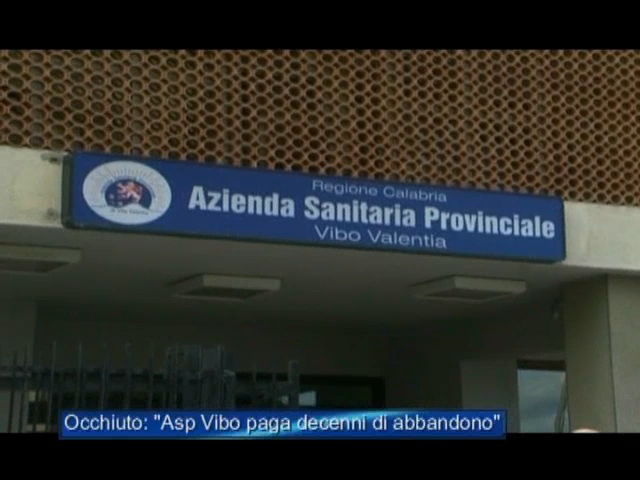 Regione Calabria
Azienda Sanitaria Provinciale
Vibo Valentia
Occhiuto: "Asp Vibo paga decenni di abbandono"